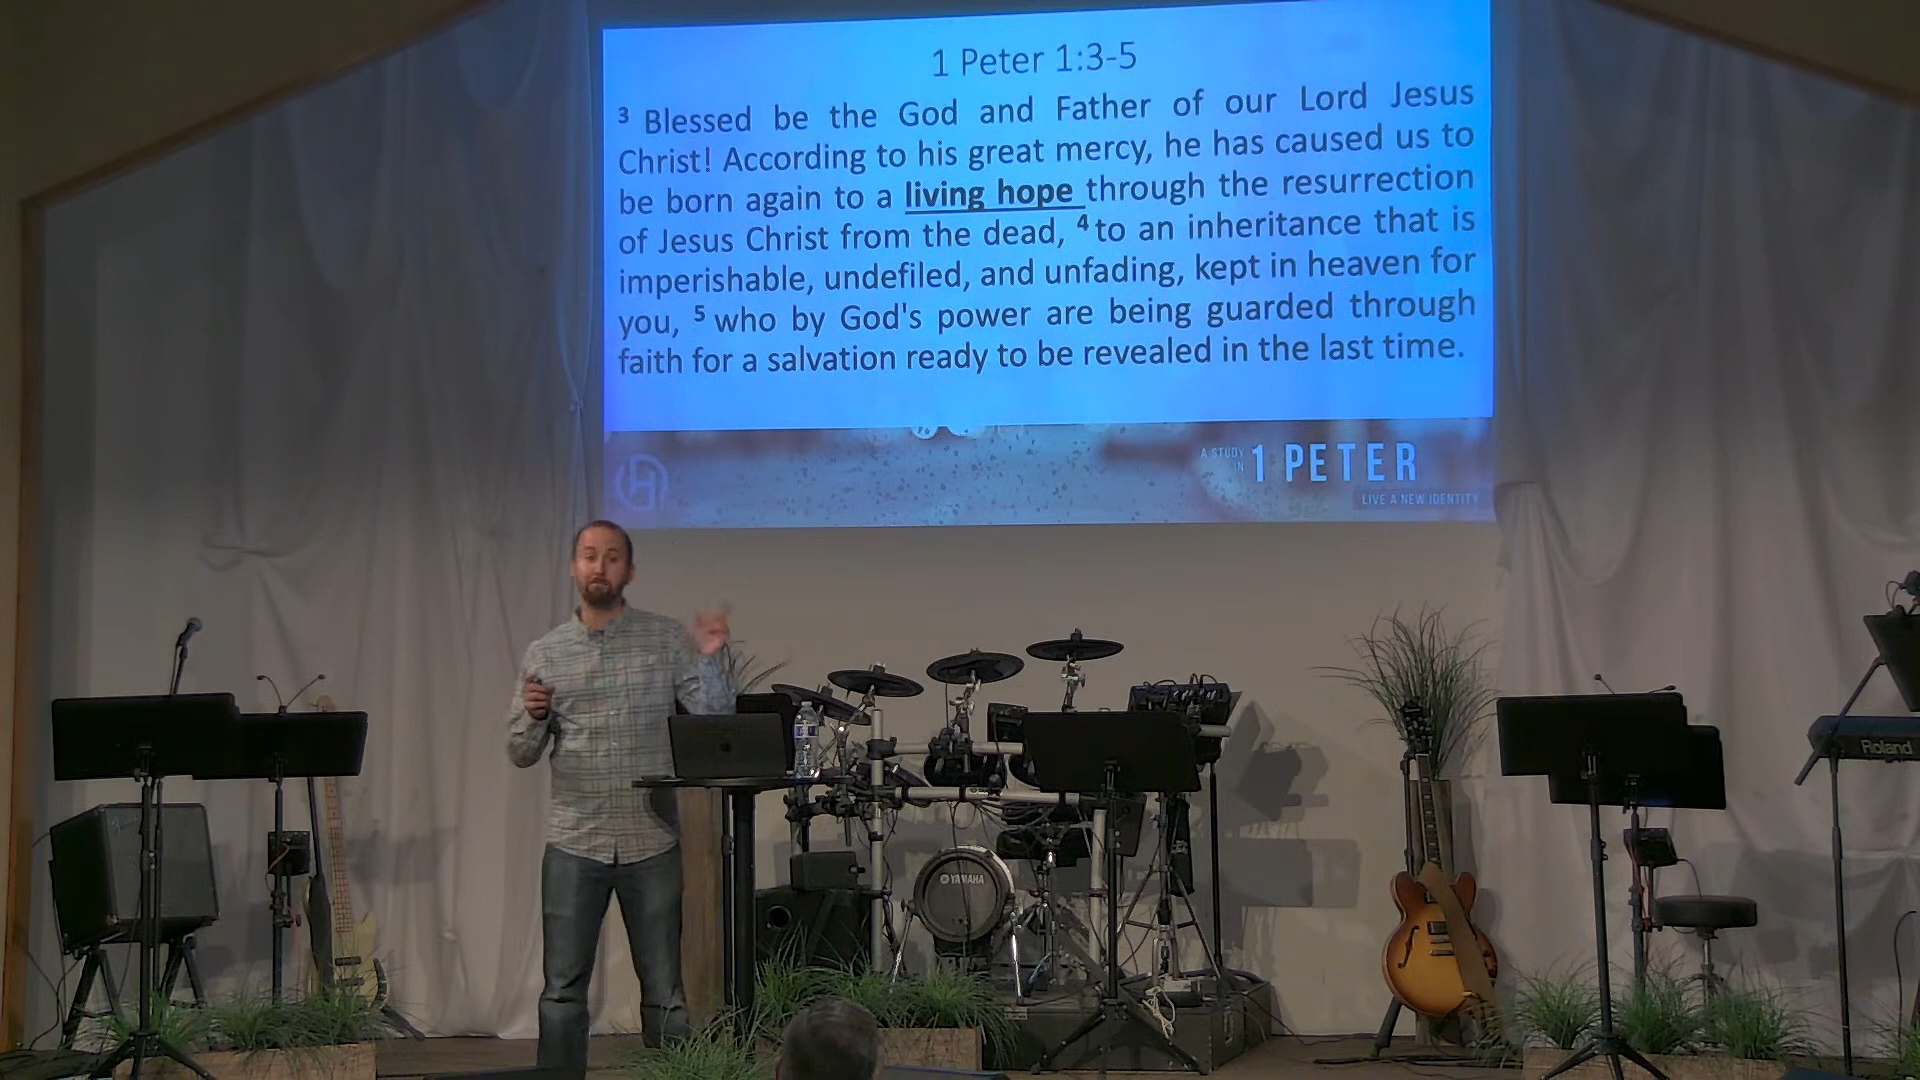 1 Peter 1:3-5
3 Blessed be the God and Father of our Lord Jesus
Christ! According to his great mercy, he has caused us to
be born again to a living hope through the resurrection
of Jesus Christ from the dead, 4 to an inheritance that is
imperishable, undefiled, and unfading, kept in heaven for
you, 5 who by God's power are being guarded through
faith for a salvation ready to be revealed in the last time.
A STUDY
IN
1 PETER
LIVE A NEW IDENTITY
Roland
YAMAHA